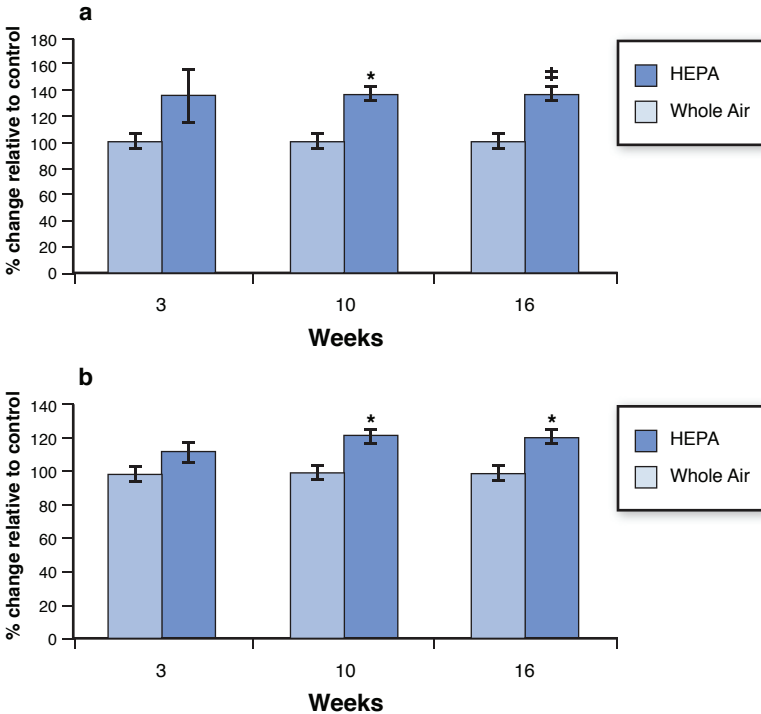 a
% change relative to control
180
160
140
120
100
80
60
40
20
0
* ‡
3 10 16
Weeks
HEPA
Whole Air
b
% change relative to control
140
120
100
80
60
40
20
0
* *
3 10 16
Weeks
HEPA
Whole Air